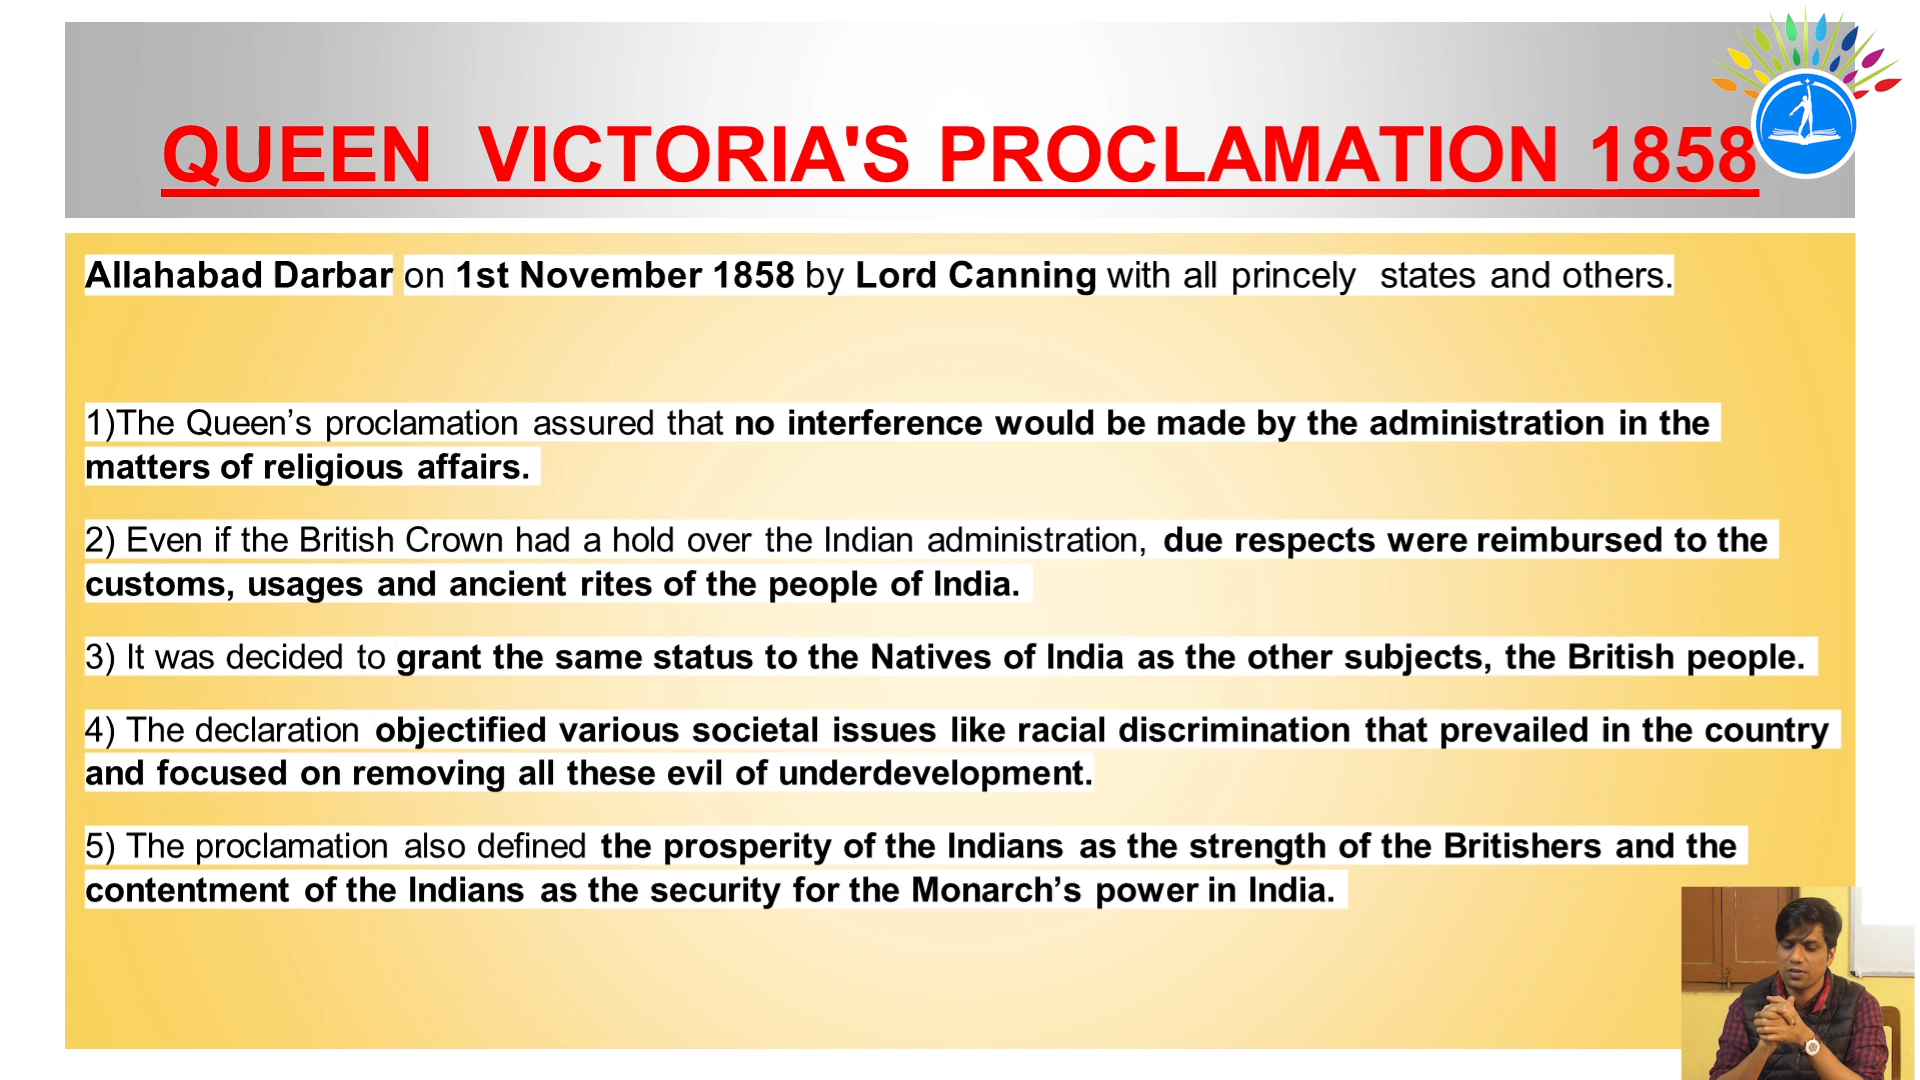 QUEEN VICTORIA'S PROCLAMATION 1858
Allahabad Darbar on 1st November 1858 by Lord Canning with all princely states and others.
1)The Queen’s proclamation assured that no interference would be made by the administration in the
matters of religious affairs.
2) Even if the British Crown had a hold over the Indian administration, due respects were reimbursed to the
customs, usages and ancient rites of the people of India.
3) It was decided to grant the same status to the Natives of India as the other subjects, the British people.
4) The declaration objectified various societal issues like racial discrimination that prevailed in the country
and focused on removing all these evil of underdevelopment.
5) The proclamation also defined the prosperity of the Indians as the strength of the Britishers and the
contentment of the Indians as the security for the Monarch’s power in India.